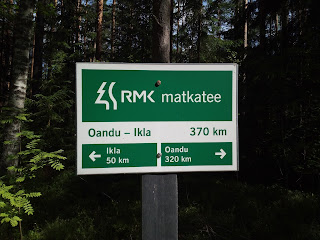 RMK matkatee
Oandu – Ikla 370 km
← Ikla
50 km
Oandu →
320 km